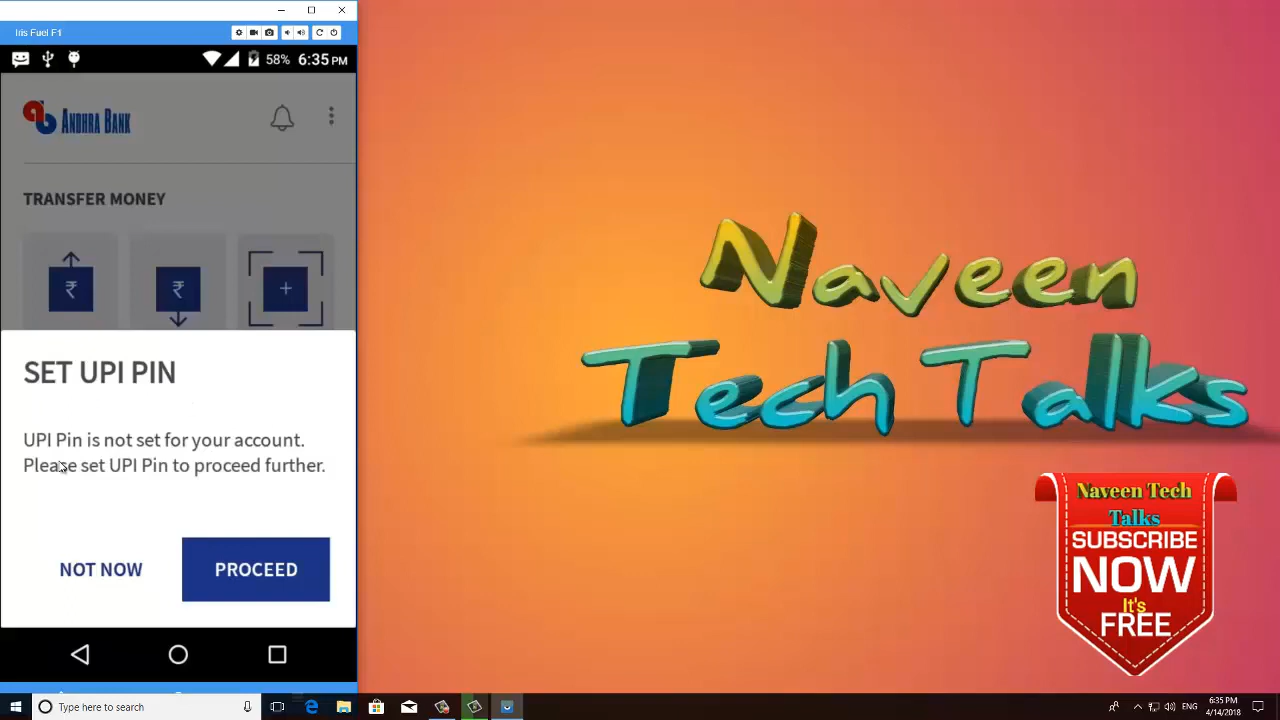 Iris Fuel F1
58% 6:35 PM
ANDHRA BANK
TRANSFER MONEY
SET UPI PIN
UPI Pin is not set for your account.
Please set UPI Pin to proceed further.
NOT NOW
PROCEED
Naveen
Tech Talks
Naveen Tech
Talks
SUBSCRIBE
NOW
It's
FREE
Type here to search
ENG
6:35 PM
4/14/2018